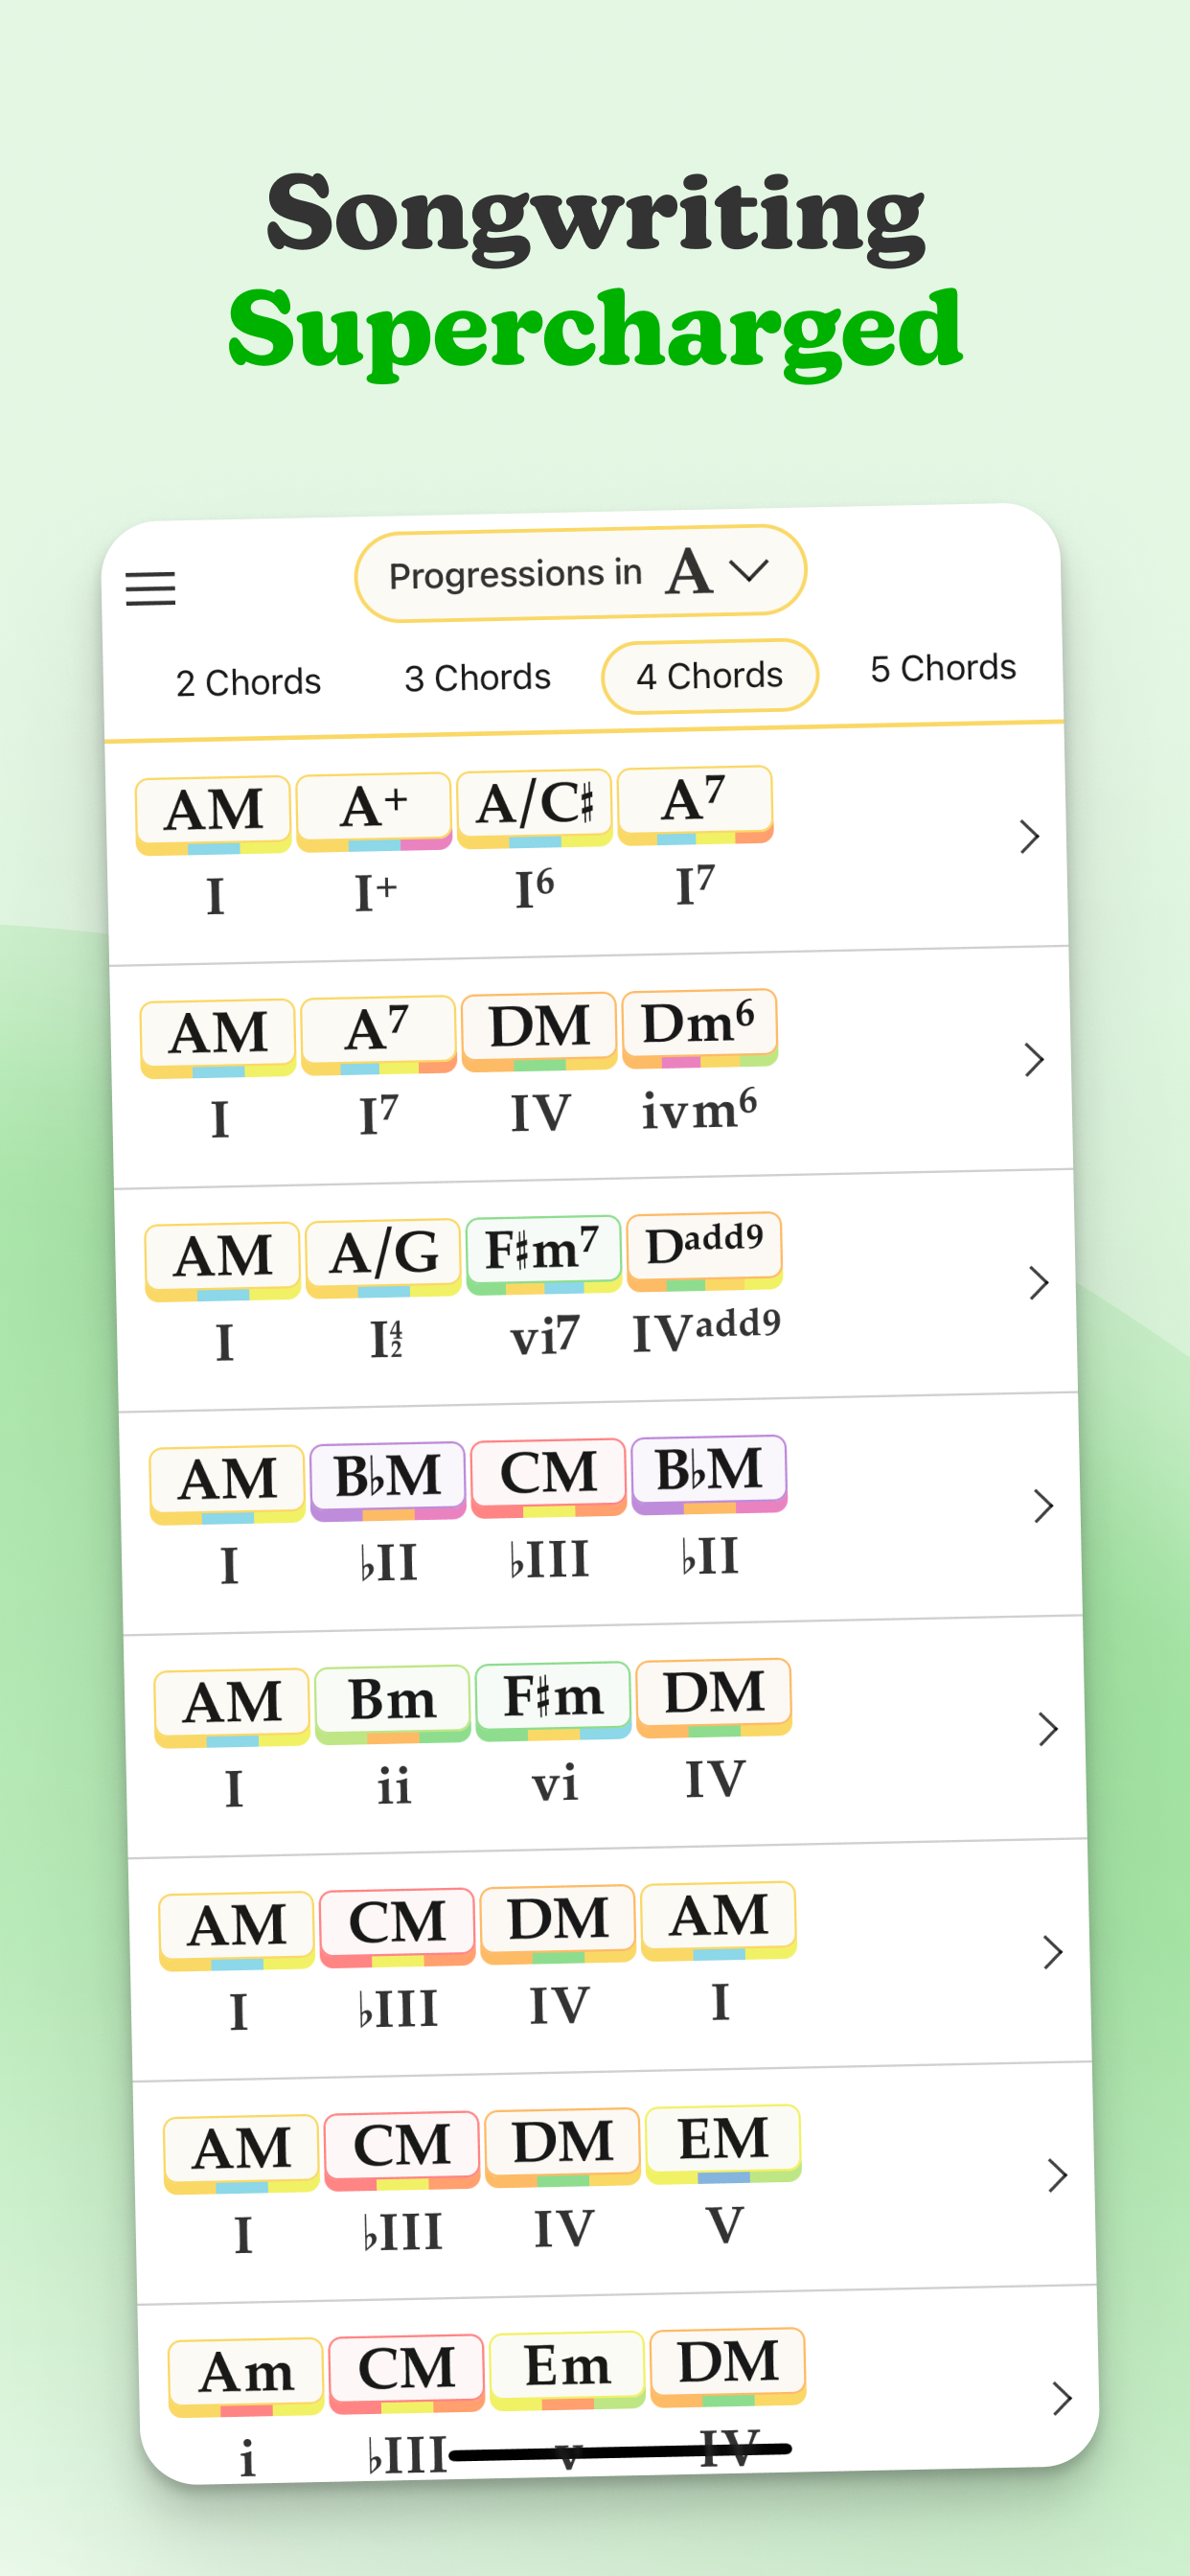 Songwriting
Supercharged
Progressions in A
2 Chords 3 Chords 4 Chords 5 Chords
AM A+ A/C♯ A7
I I+ I6 I7
AM A7 DM Dm6
I I7 IV ivm6
AM A/G F♯m7 Dadd9
I I42 vi7 IVadd9
AM B♭M CM B♭M
I ♭II ♭III ♭II
AM Bm F♯m DM
I ii vi IV
AM CM DM AM
I ♭III IV I
AM CM DM EM
I ♭III IV V
Am CM Em DM
i ♭III v IV